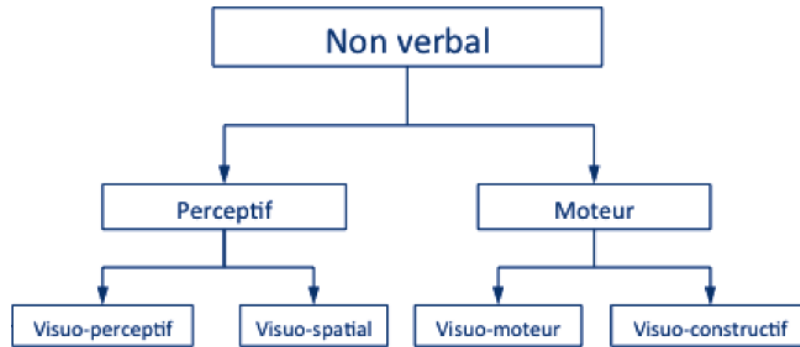 Non verbal
Perceptif
Moteur
Visuo-perceptif
Visuo-spatial
Visuo-moteur
Visuo-constructif